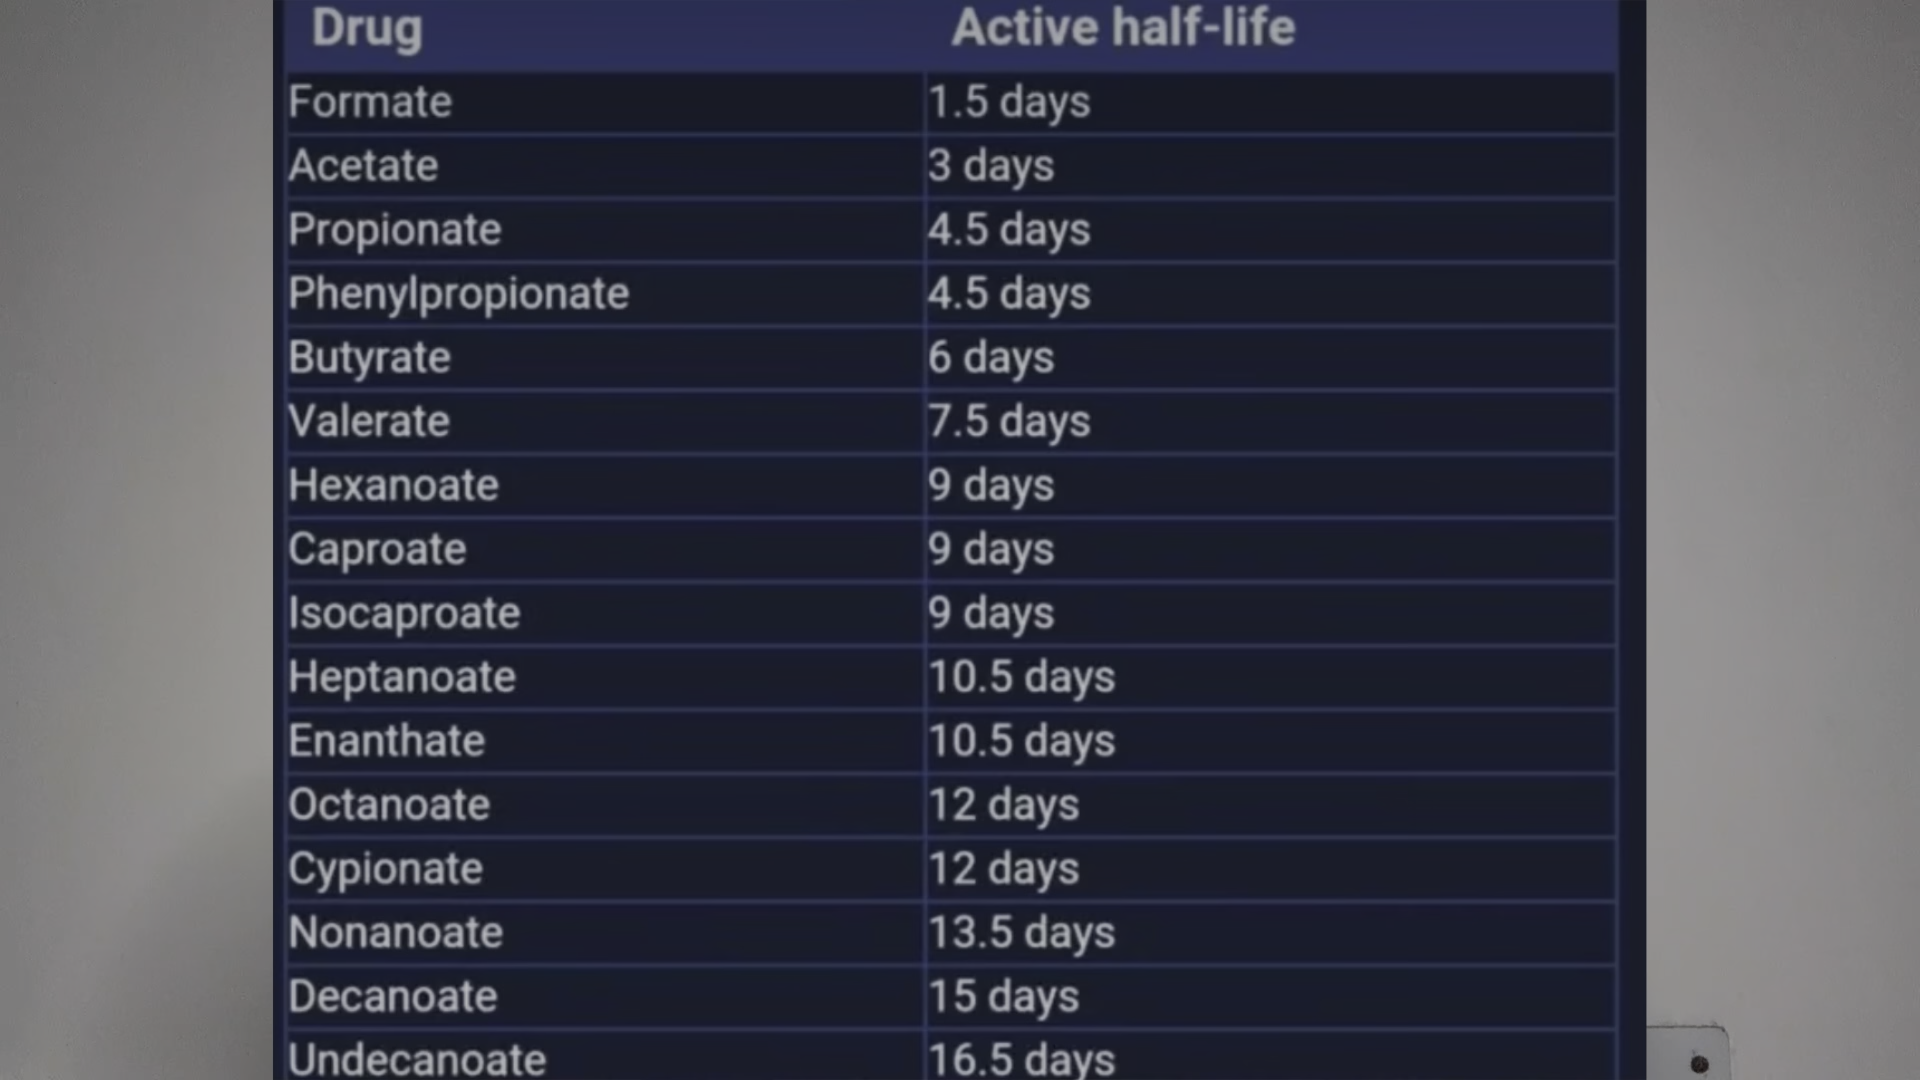 Drug Active half-life
Formate 1.5 days
Acetate 3 days
Propionate 4.5 days
Phenylpropionate 4.5 days
Butyrate 6 days
Valerate 7.5 days
Hexanoate 9 days
Caproate 9 days
Isocaproate 9 days
Heptanoate 10.5 days
Enanthate 10.5 days
Octanoate 12 days
Cypionate 12 days
Nonanoate 13.5 days
Decanoate 15 days
Undecanoate 16.5 days